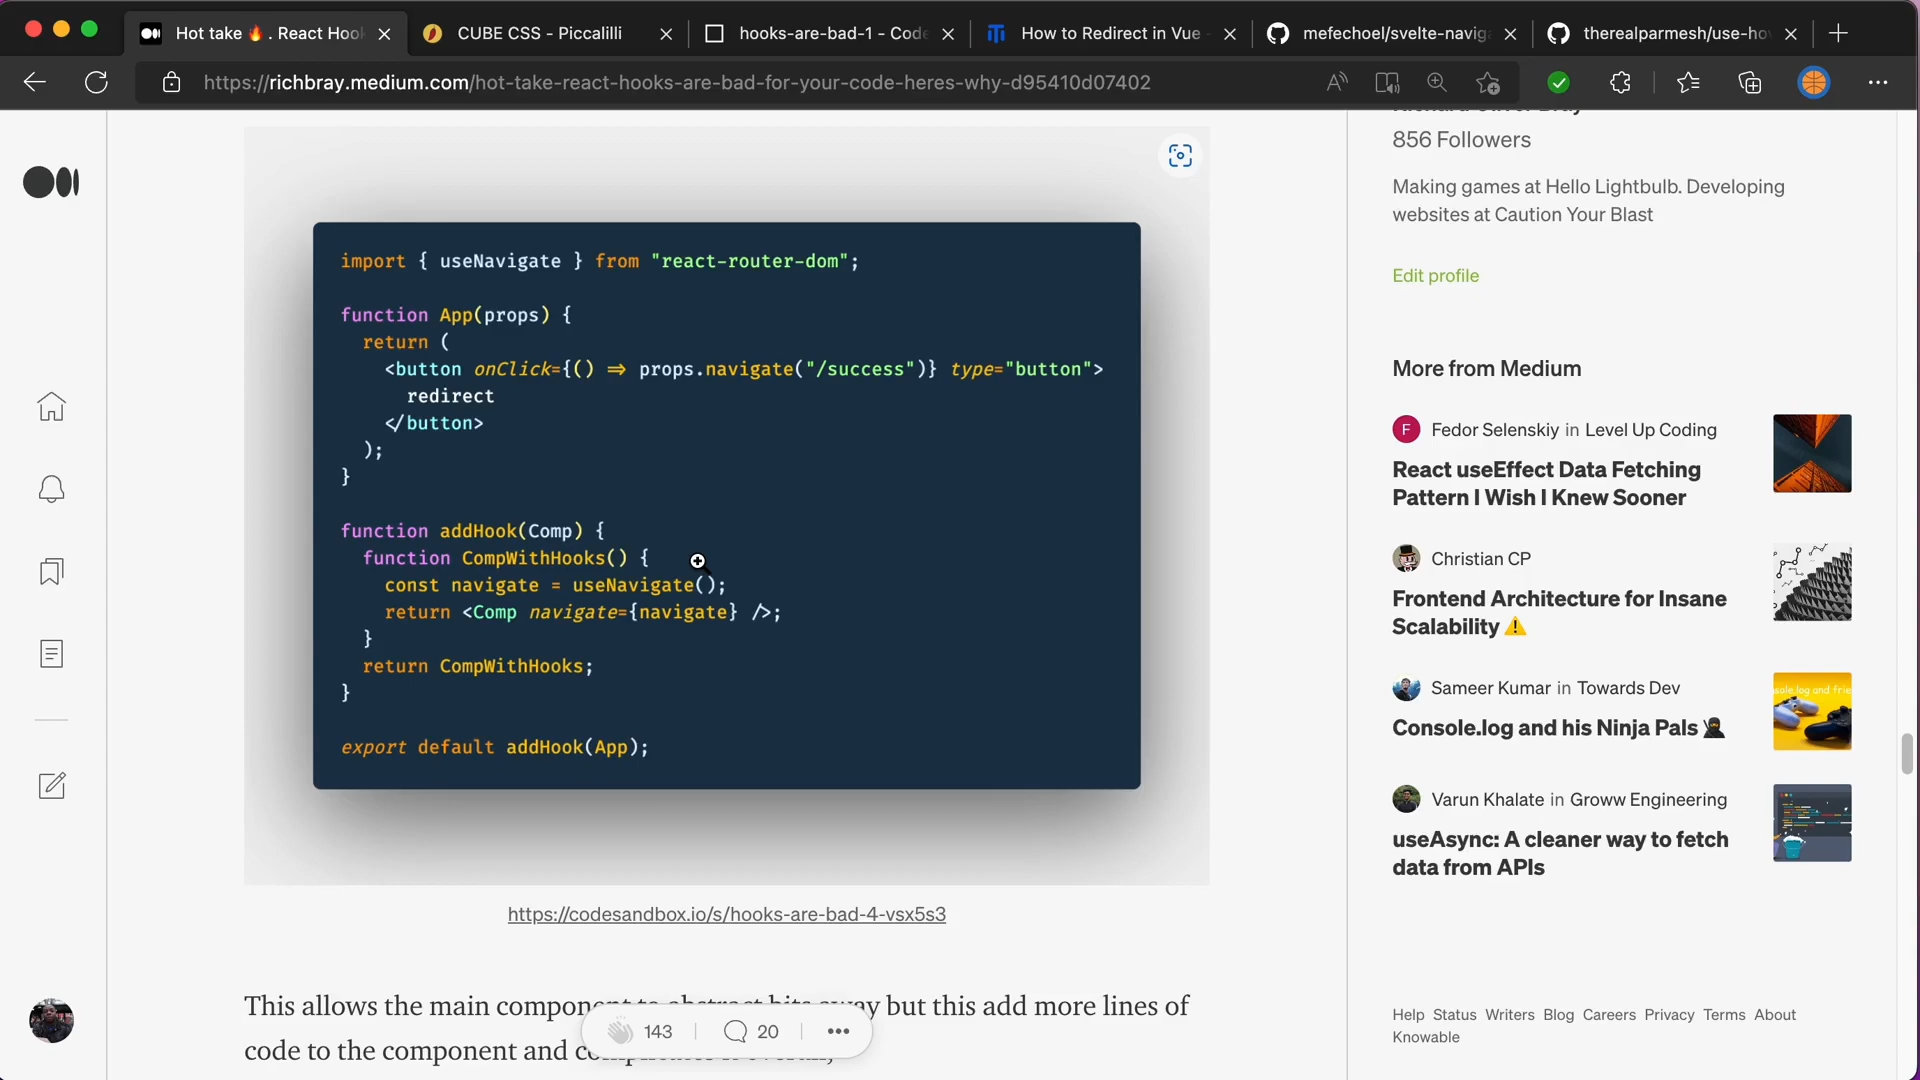 Hot take 🔥. React Hook
CUBE CSS - Piccalilli
hooks-are-bad-1 - Code
How to Redirect in Vue
mefechoel/svelte-naviga
therealparmesh/use-ho
https://richbray.medium.com/hot-take-react-hooks-are-bad-for-your-code-heres-why-d95410d07402
856 Followers
Making games at Hello Lightbulb. Developing
websites at Caution Your Blast
Edit profile
import { useNavigate } from "react-router-dom";
function App(props) {
return (
<button onClick={() => props.navigate("/success")} type="button">
redirect
</button>
);
}
function addHook(Comp) {
function CompWithHooks() {
const navigate = useNavigate();
return <Comp navigate={navigate} />;
}
return CompWithHooks;
}
export default addHook(App);
https://codesandbox.io/s/hooks-are-bad-4-vsx5s3
This allows the main component to abstract bits away but this add more lines of
code to the component and
143
20
More from Medium
F
Fedor Selenskiy in Level Up Coding
React useEffect Data Fetching
Pattern I Wish I Knew Sooner
Christian CP
Frontend Architecture for Insane
Scalability ⚠️
Sameer Kumar in Towards Dev
Console.log and his Ninja Pals 🥷
Varun Khalate in Groww Engineering
useAsync: A cleaner way to fetch
data from APIs
Help Status Writers Blog Careers Privacy Terms About
Knowable